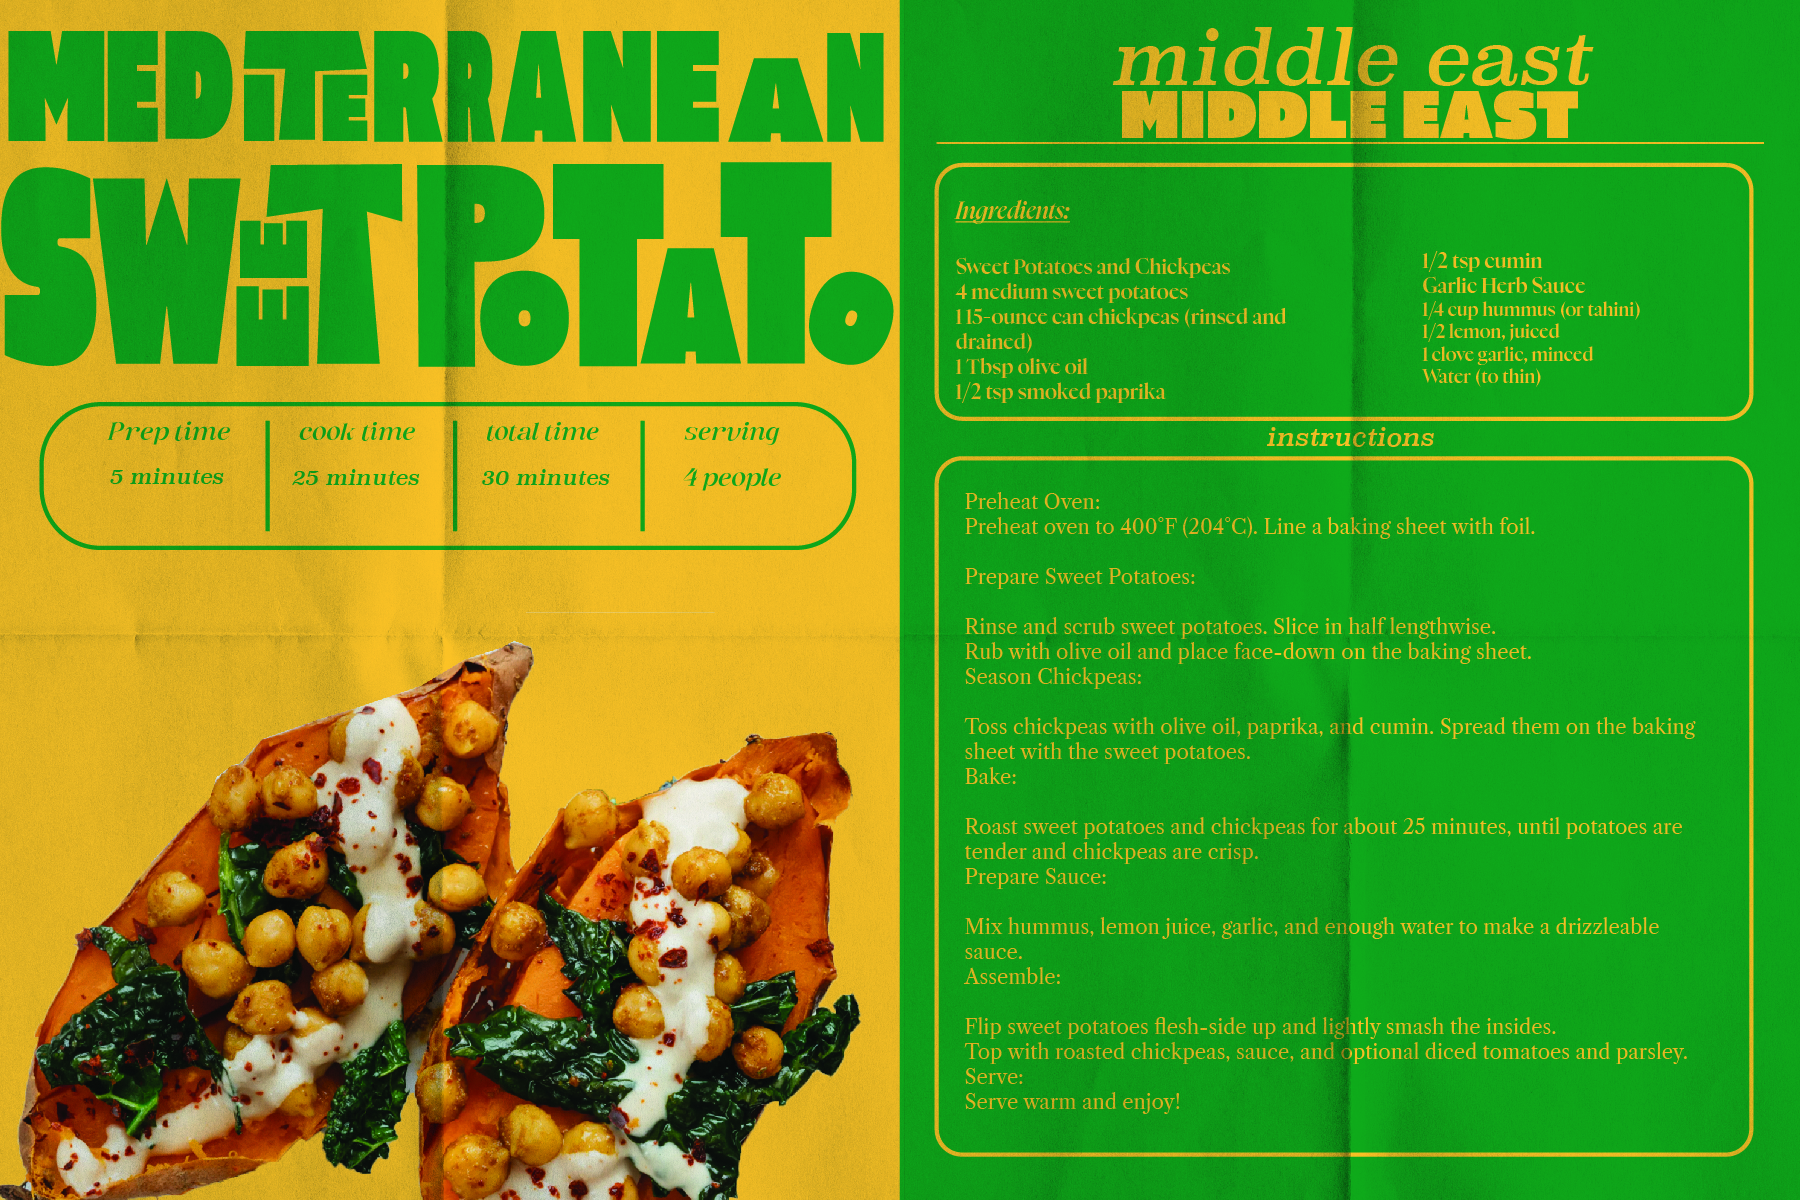 MEDiTERRANEAN
SWEET POTATO
Prep time
5 minutes
cook time
25 minutes
total time
30 minutes
serving
4 people
middle east
MIDDLE EAST
Ingredients:
Sweet Potatoes and Chickpeas
4 medium sweet potatoes
1 15-ounce can chickpeas (rinsed and
drained)
1 Tbsp olive oil
1/2 tsp smoked paprika
1/2 tsp cumin
Garlic Herb Sauce
1/4 cup hummus (or tahini)
1/2 lemon, juiced
1 clove garlic, minced
Water (to thin)
instructions
Preheat Oven:
Preheat oven to 400°F (204°C). Line a baking sheet with foil.
Prepare Sweet Potatoes:
Rinse and scrub sweet potatoes. Slice in half lengthwise.
Rub with olive oil and place face-down on the baking sheet.
Season Chickpeas:
Toss chickpeas with olive oil, paprika, and cumin. Spread them on the baking
sheet with the sweet potatoes.
Bake:
Roast sweet potatoes and chickpeas for about 25 minutes, until potatoes are
tender and chickpeas are crisp.
Prepare Sauce:
Mix hummus, lemon juice, garlic, and enough water to make a drizzleable
sauce.
Assemble:
Flip sweet potatoes flesh-side up and lightly smash the insides.
Top with roasted chickpeas, sauce, and optional diced tomatoes and parsley.
Serve:
Serve warm and enjoy!